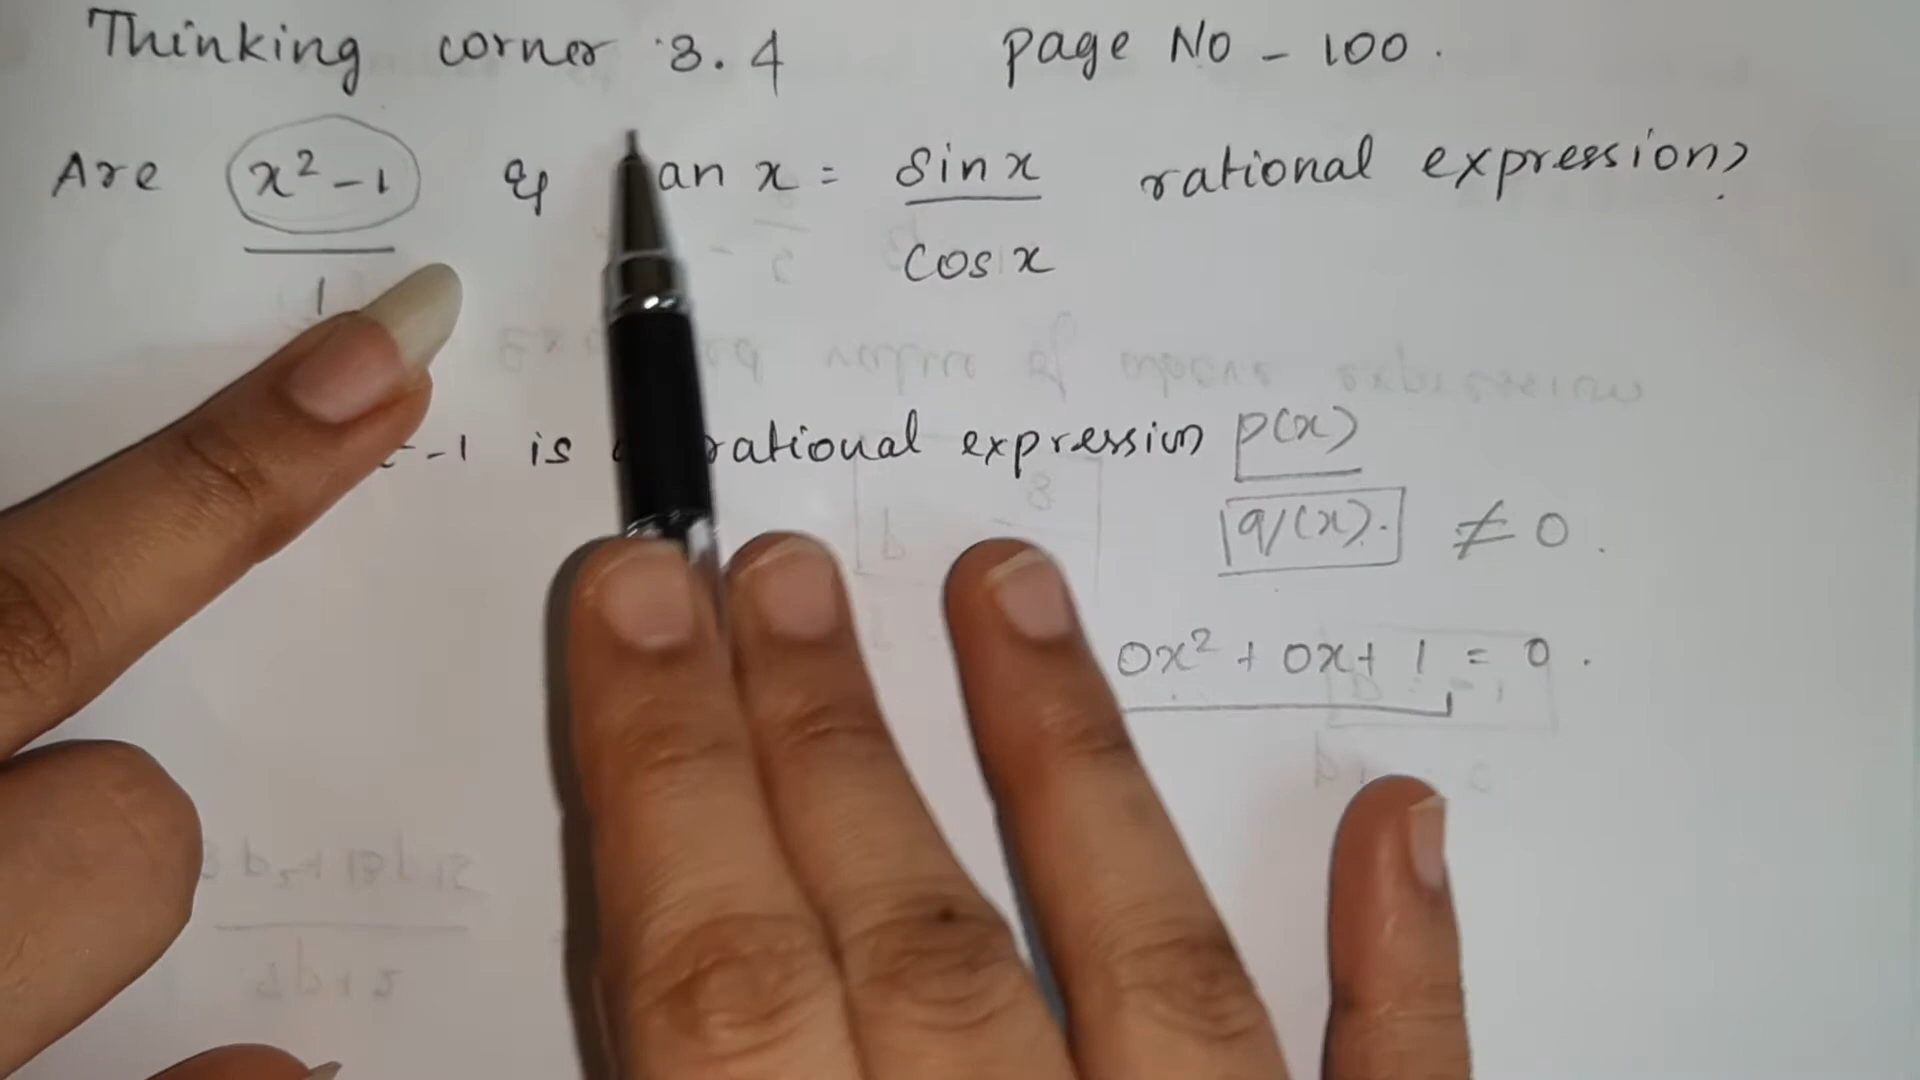 Thinking corner 3.4 page No - 100.
Are x² - 1 & an x = sin x rational expression?
1 cos x
- 1 is rational expression p(x)
q(x). ≠ 0.
0x² + 0x + 1 = 0.